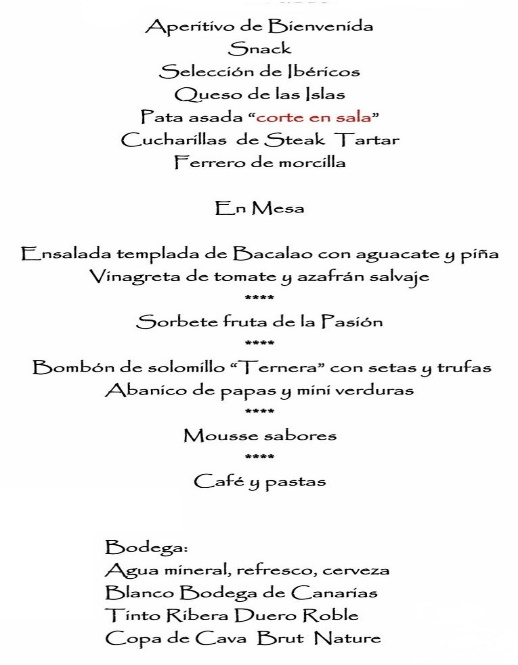 Aperitivo de Bienvenida
Snack
Selección de Ibéricos
Queso de las Islas
Pata asada “corte en sala”
Cucharillas de Steak Tartar
Ferrero de morcilla
En Mesa
Ensalada templada de Bacalao con aguacate y piña
Vinagreta de tomate y azafrán salvaje
****
Sorbete fruta de la Pasión
****
Bombón de solomillo “Ternera” con setas y trufas
Abanico de papas y mini verduras
****
Mousse sabores
****
Café y pastas
Bodega:
Agua mineral, refresco, cerveza
Blanco Bodega de Canarias
Tinto Ribera Duero Roble
Copa de Cava Brut Nature